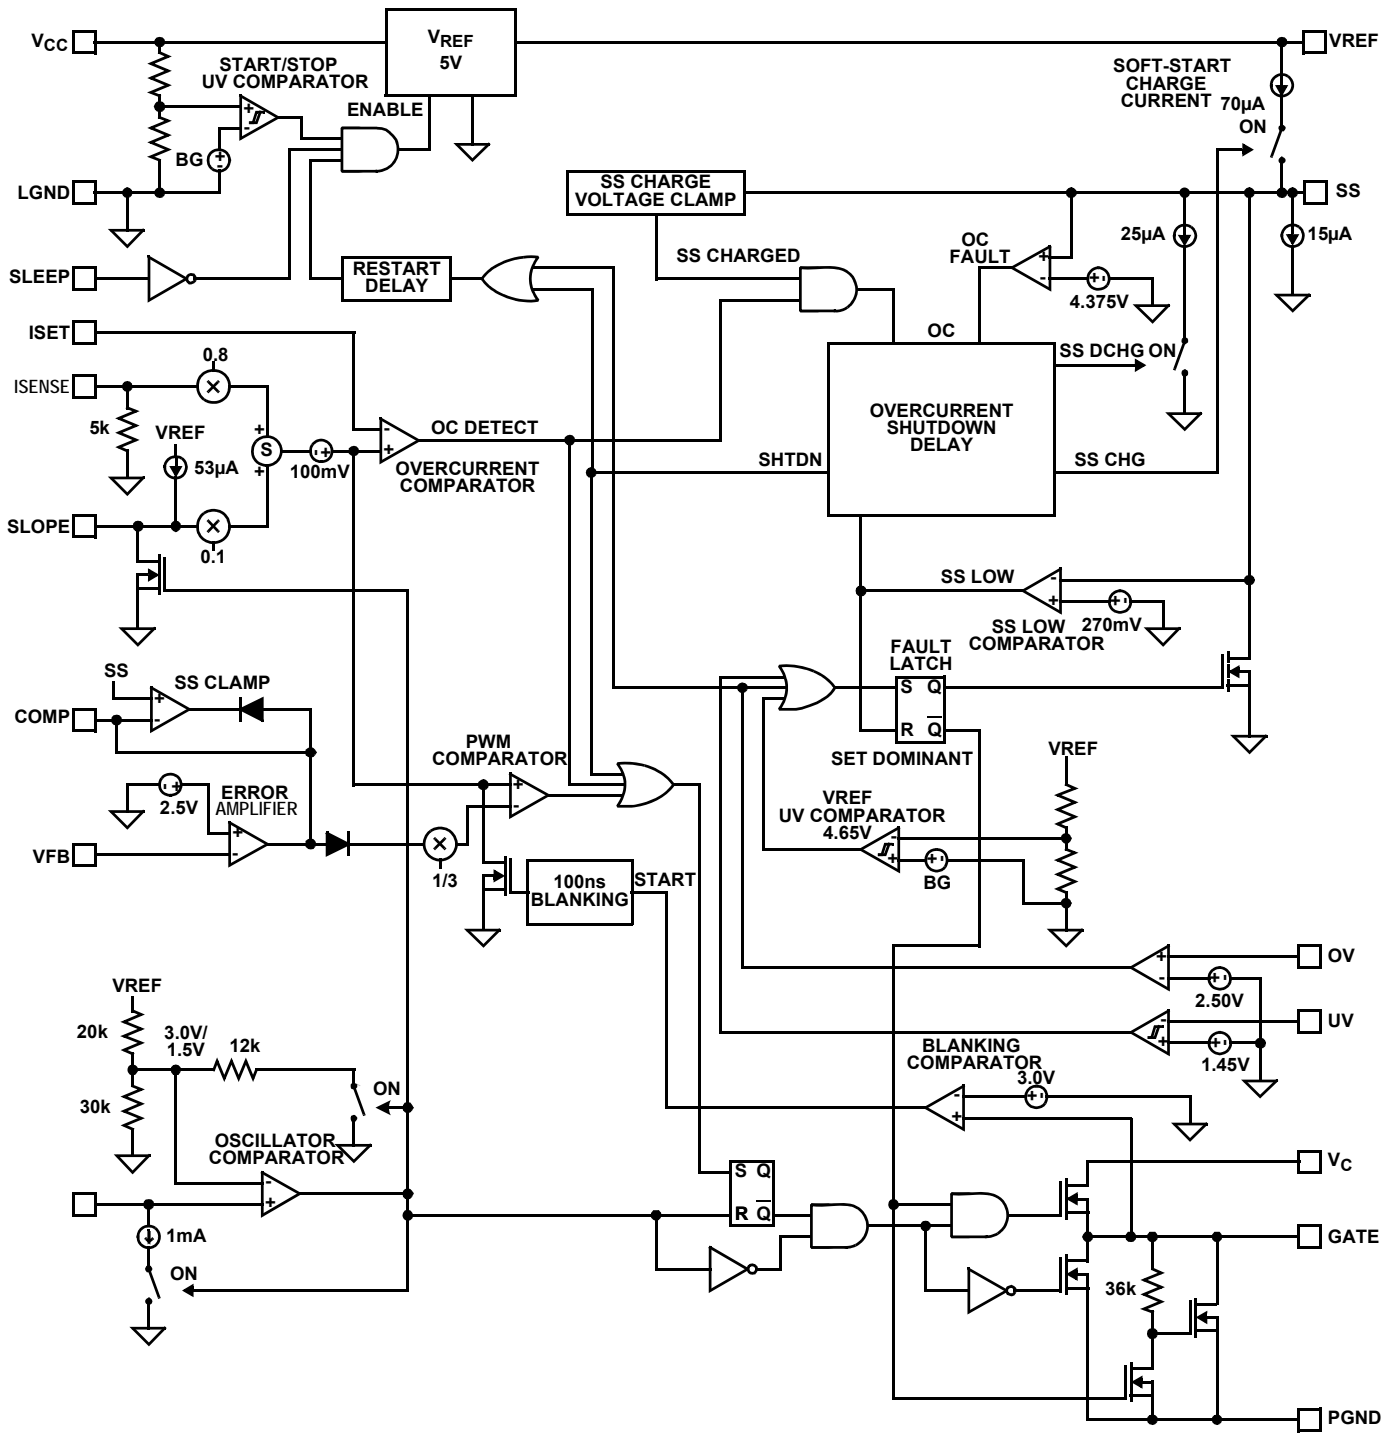 VCC
VREF
5V
VREF
START/STOP
UV COMPARATOR
ENABLE
SOFT-START
CHARGE
CURRENT
70µA
ON
BG
LGND
SS CHARGE
VOLTAGE CLAMP
SS
25µA
15µA
OC
FAULT
SS CHARGED
SLEEP
RESTART
DELAY
4.375V
ISET
OC
SS DCHG ON
0.8
ISENSE
5k
VREF
53µA
S
100mV
OC DETECT
OVERCURRENT
COMPARATOR
OVERCURRENT
SHUTDOWN
DELAY
SHTDN
SS CHG
SLOPE
0.1
SS LOW
SS LOW
COMPARATOR
270mV
FAULT
LATCH
S Q
R Q
SET DOMINANT
SS
SS CLAMP
COMP
PWM
COMPARATOR
VREF
2.5V
ERROR
AMPLIFIER
VREF
UV COMPARATOR
4.65V
VFB
1/3
100ns
BLANKING
START
BG
OV
2.50V
VREF
20k
3.0V/
1.5V
12k
UV
1.45V
BLANKING
COMPARATOR
3.0V
30k
ON
OSCILLATOR
COMPARATOR
VC
S Q
R Q
1mA
ON
GATE
36k
PGND